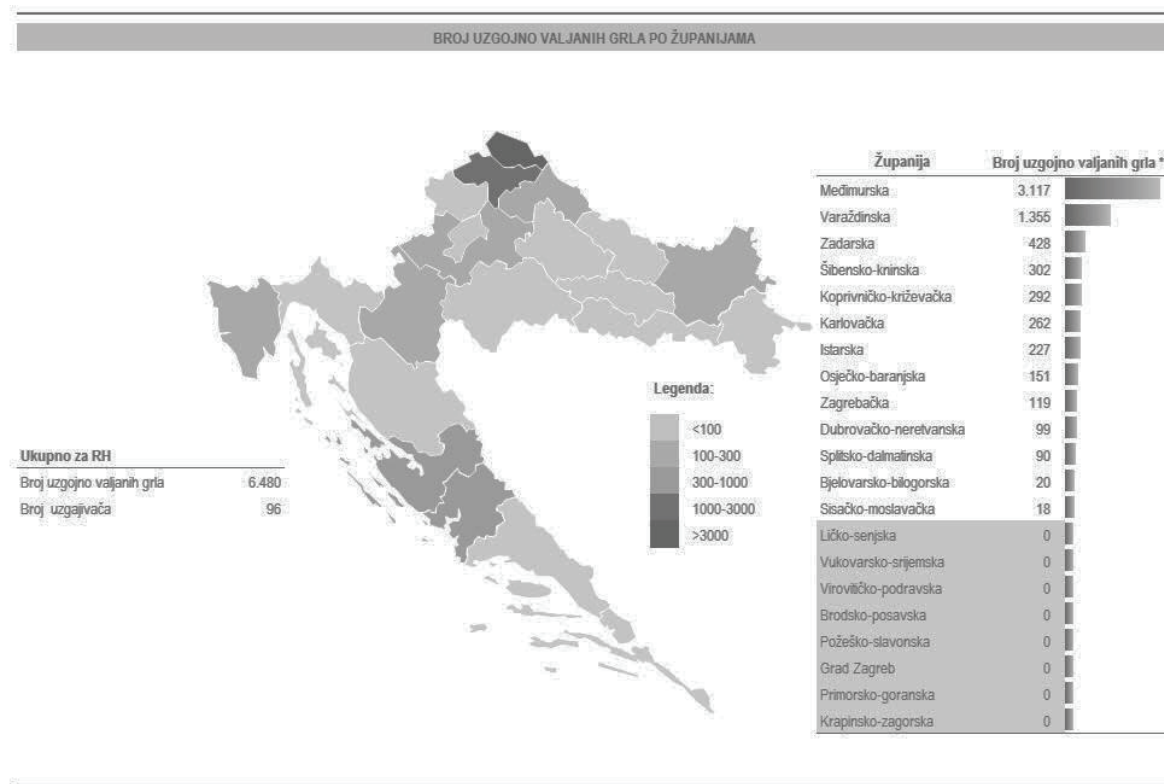 BROJ UZGOJNO VALJANIH GRLA PO ŽUPANIJAMA
Županija Broj uzgojno valjanih grla *
Međimurska 3.117
Varaždinska 1.355
Zadarska 428
Šibensko-kninska 302
Koprivničko-križevačka 292
Karlovačka 262
Istarska 227
Osječko-baranjska 151
Zagrebačka 119
Dubrovačko-neretvanska 99
Splitsko-dalmatinska 90
Bjelovarsko-bilogorska 20
Sisačko-moslavačka 18
Ličko-senjska 0
Vukovarsko-srijemska 0
Virovitičko-podravska 0
Brodsko-posavska 0
Požeško-slavonska 0
Grad Zagreb 0
Primorsko-goranska 0
Krapinsko-zagorska 0
Legenda:
<100
100-300
300-1000
1000-3000
>3000
Ukupno za RH
Broj uzgojno valjanih grla 6.480
Broj uzgajivača 96